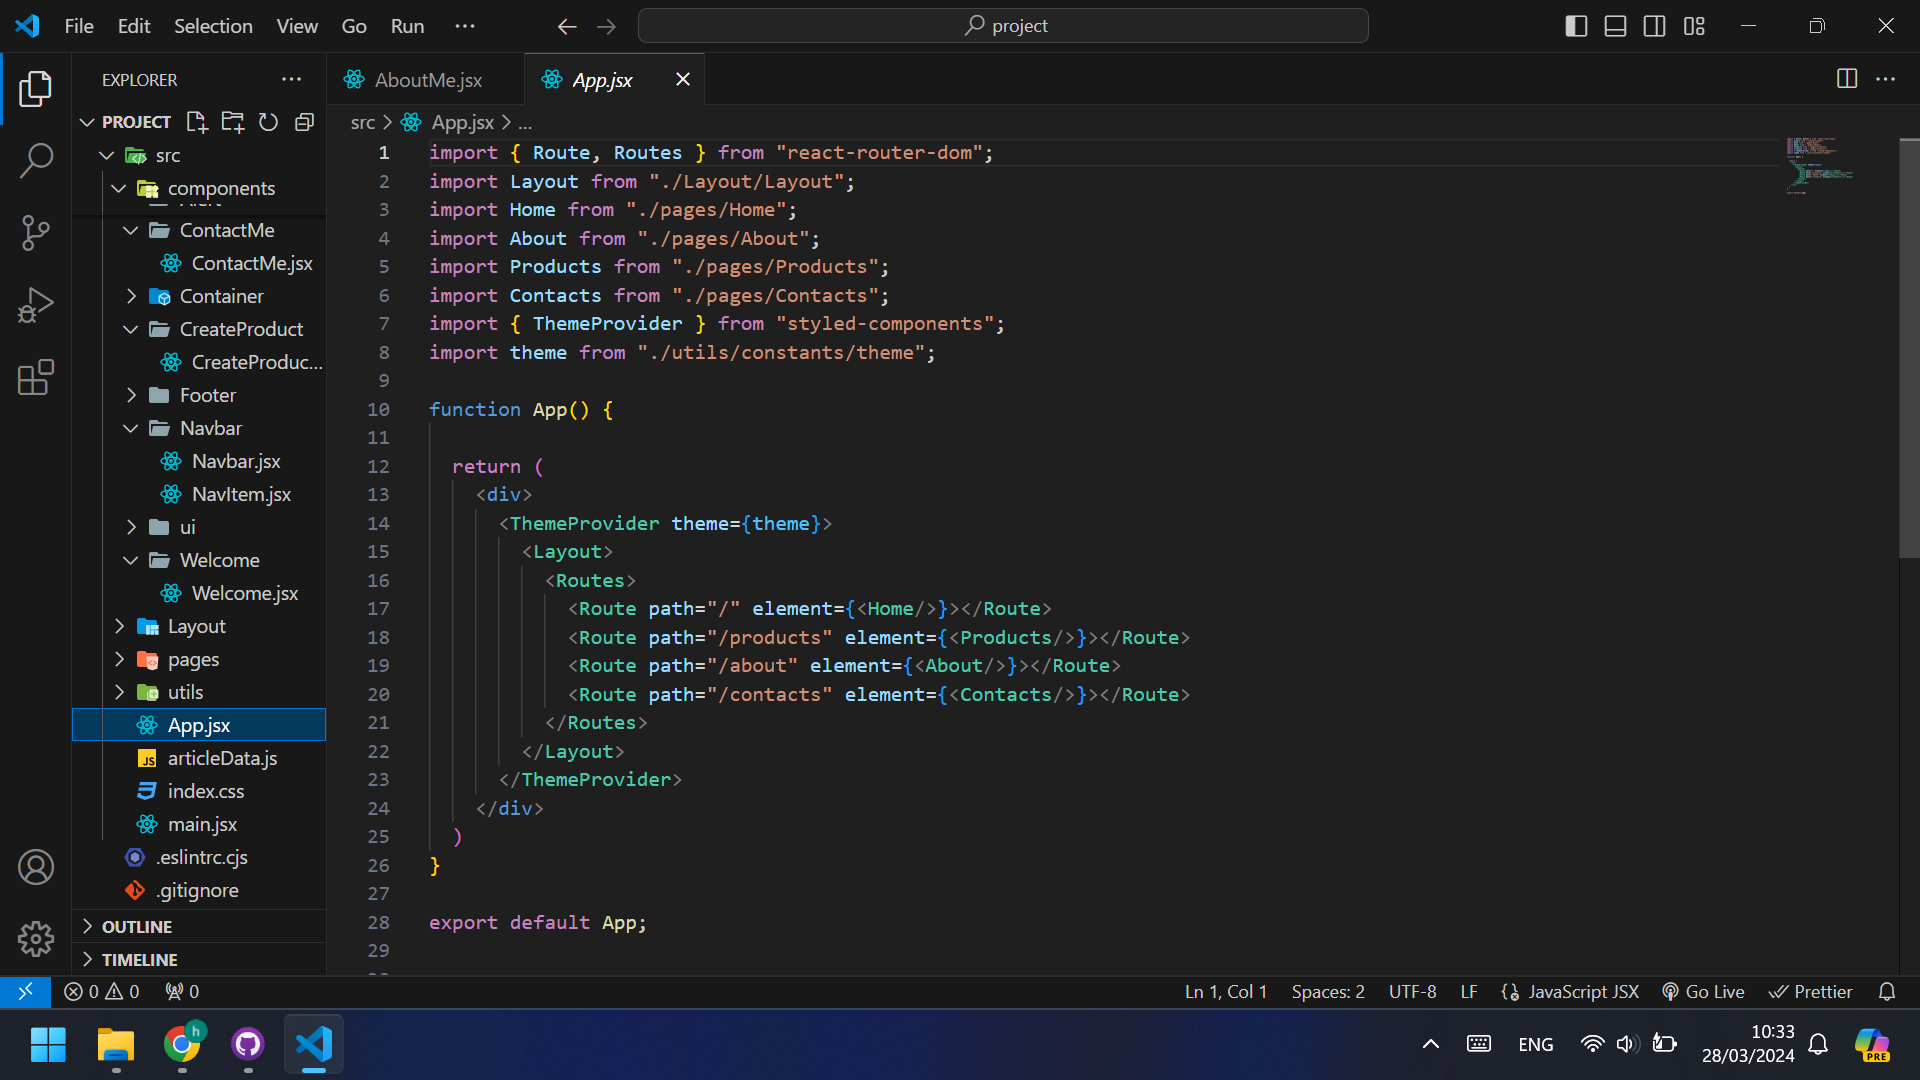 File Edit Selection View Go Run ...
project
EXPLORER ...
PROJECT
src
components
ContactMe
ContactMe.jsx
Container
CreateProduct
CreateProduc...
Footer
Navbar
Navbar.jsx
NavItem.jsx
ui
Welcome
Welcome.jsx
Layout
pages
utils
App.jsx
articleData.js
index.css
main.jsx
.eslintrc.cjs
.gitignore
OUTLINE
TIMELINE
AboutMe.jsx
App.jsx
src > App.jsx > ...
1 import { Route, Routes } from "react-router-dom";
2 import Layout from "./Layout/Layout";
3 import Home from "./pages/Home";
4 import About from "./pages/About";
5 import Products from "./pages/Products";
6 import Contacts from "./pages/Contacts";
7 import { ThemeProvider } from "styled-components";
8 import theme from "./utils/constants/theme";
9
10 function App() {
11
12 return (
13 <div>
14 <ThemeProvider theme={theme}>
15 <Layout>
16 <Routes>
17 <Route path="/" element={<Home/>}></Route>
18 <Route path="/products" element={<Products/>}></Route>
19 <Route path="/about" element={<About/>}></Route>
20 <Route path="/contacts" element={<Contacts/>}></Route>
21 </Routes>
22 </Layout>
23 </ThemeProvider>
24 </div>
25 )
26 }
27
28 export default App;
29
0 0 0
Ln 1, Col 1 Spaces: 2 UTF-8 LF JavaScript JSX Go Live Prettier
h
ENG
10:33
28/03/2024
PRE